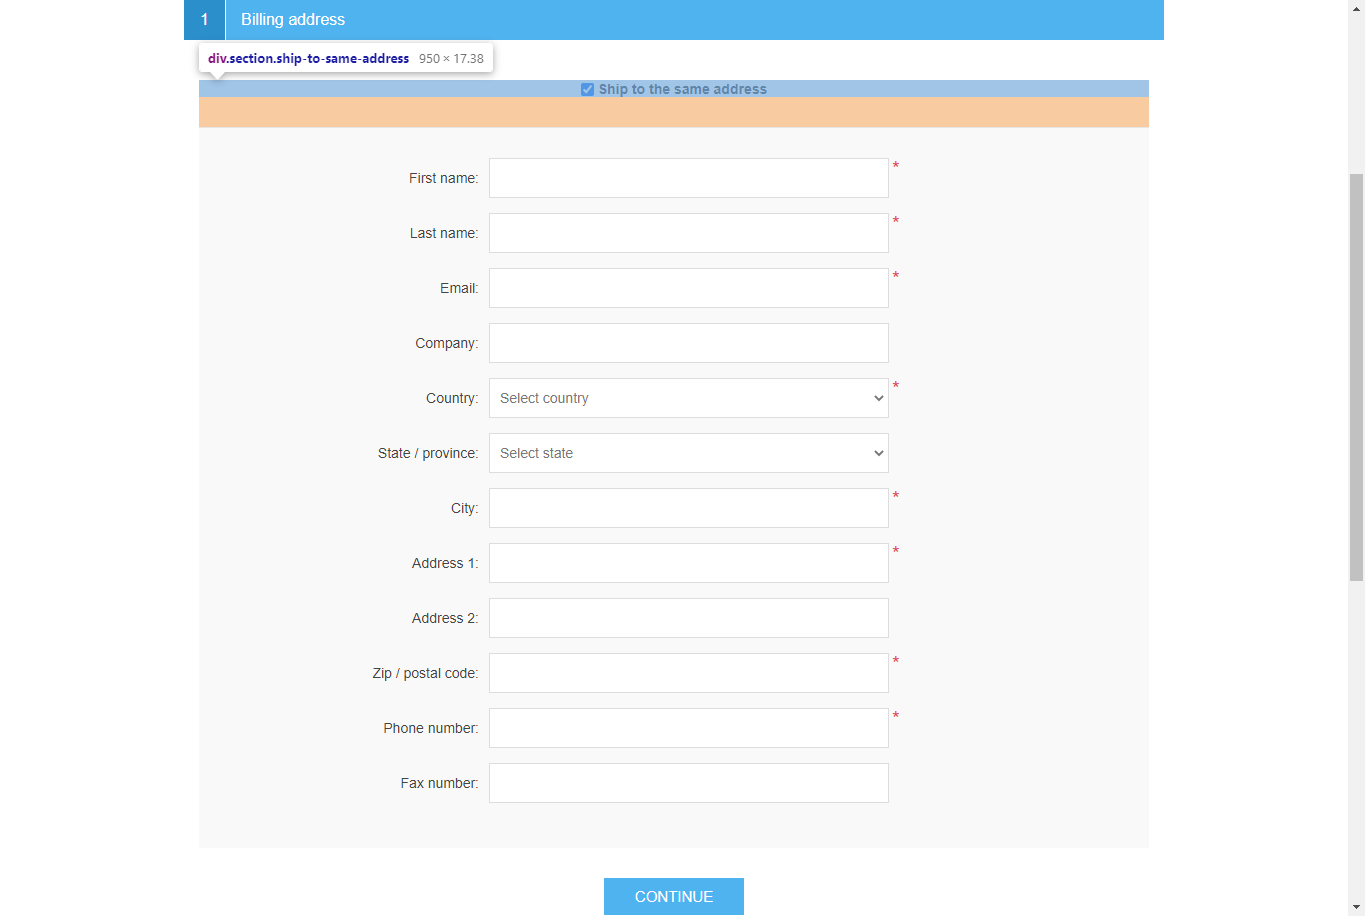 1 Billing address
div.section.ship-to-same-address 950 × 17.38
Ship to the same address
First name: *
Last name: *
Email: *
Company:
Country: Select country *
State / province: Select state
City: *
Address 1: *
Address 2:
Zip / postal code: *
Phone number: *
Fax number:
CONTINUE